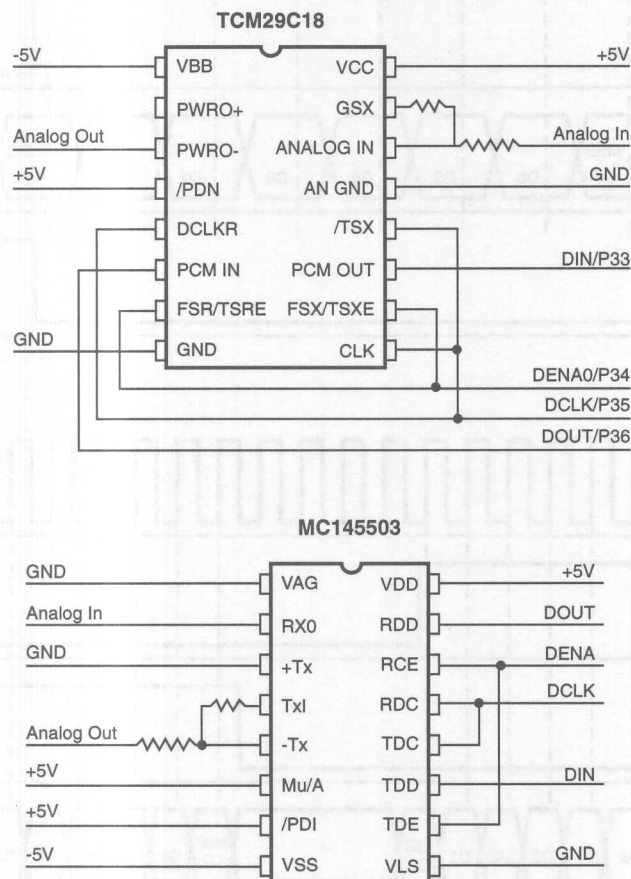 TCM29C18
-5V VBB VCC +5V
PWRO+ GSX
Analog Out PWRO- ANALOG IN Analog In
+5V /PDN AN GND GND
DCLKR /TSX
PCM IN PCM OUT DIN/P33
FSR/TSRE FSX/TSXE
GND GND CLK
DENA0/P34
DCLK/P35
DOUT/P36
MC145503
GND VAG VDD +5V
Analog In RX0 RDD DOUT
GND +Tx RCE DENA
TxI RDC DCLK
Analog Out -Tx TDC
+5V Mu/A TDD DIN
+5V /PDI TDE
-5V VSS VLS GND